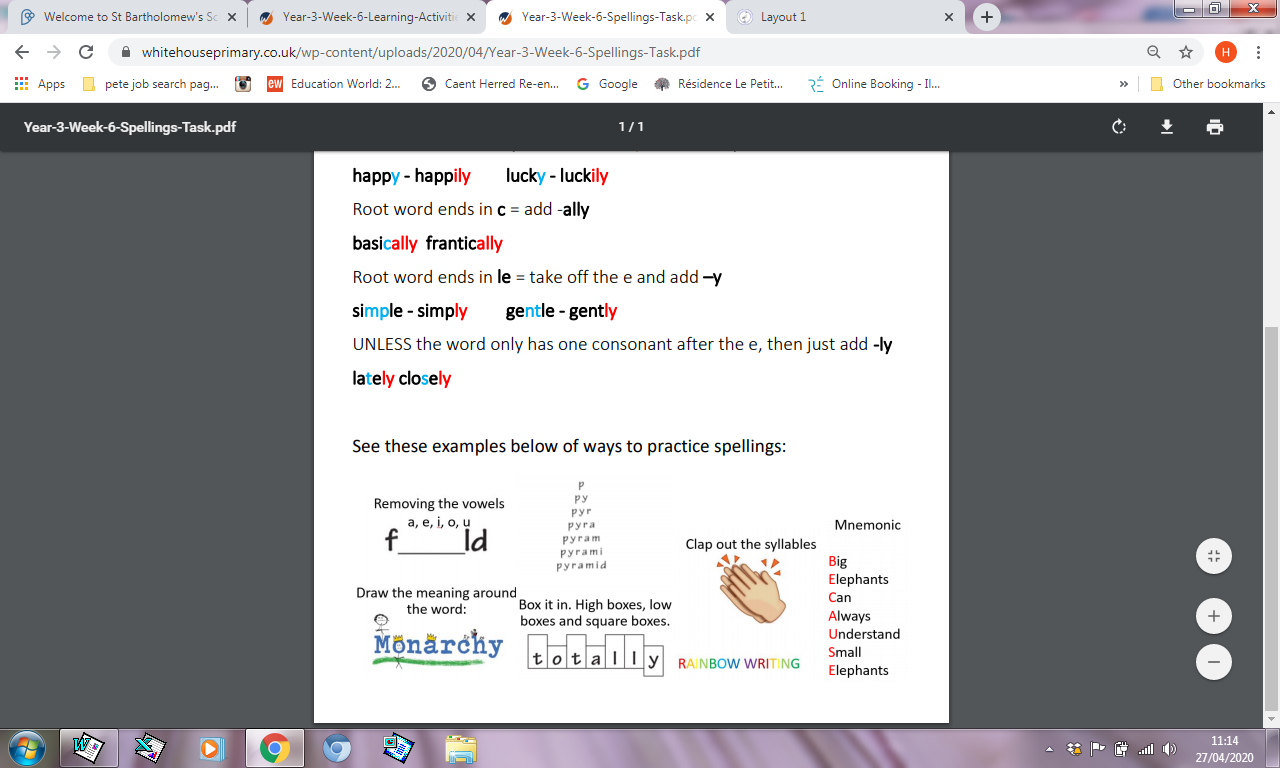 Welcome to St Bartholomew's Sc
Year-3-Week-6-Learning-Activitie
Year-3-Week-6-Spellings-Task.pd
Layout 1
whitehouseprimary.co.uk/wp-content/uploads/2020/04/Year-3-Week-6-Spellings-Task.pdf
H
Apps
pete job search pag...
ew
Education World: 2...
Caent Herred Re-en...
Google
Résidence Le Petit...
Online Booking - Il...
»
Other bookmarks
Year-3-Week-6-Spellings-Task.pdf
1 / 1
happy - happily lucky - luckily
Root word ends in c = add -ally
basically frantically
Root word ends in le = take off the e and add –y
simple - simply gentle - gently
UNLESS the word only has one consonant after the e, then just add -ly
lately closely
See these examples below of ways to practice spellings:
Removing the vowels
a, e, i, o, u
f______ld
p
py
pyr
pyra
pyram
pyrami
pyramid
Draw the meaning around
the word:
Monarchy
Box it in. High boxes, low
boxes and square boxes.
totally
Clap out the syllables
RAINBOW WRITING
Mnemonic
Big
Elephants
Can
Always
Understand
Small
Elephants
11:14
27/04/2020